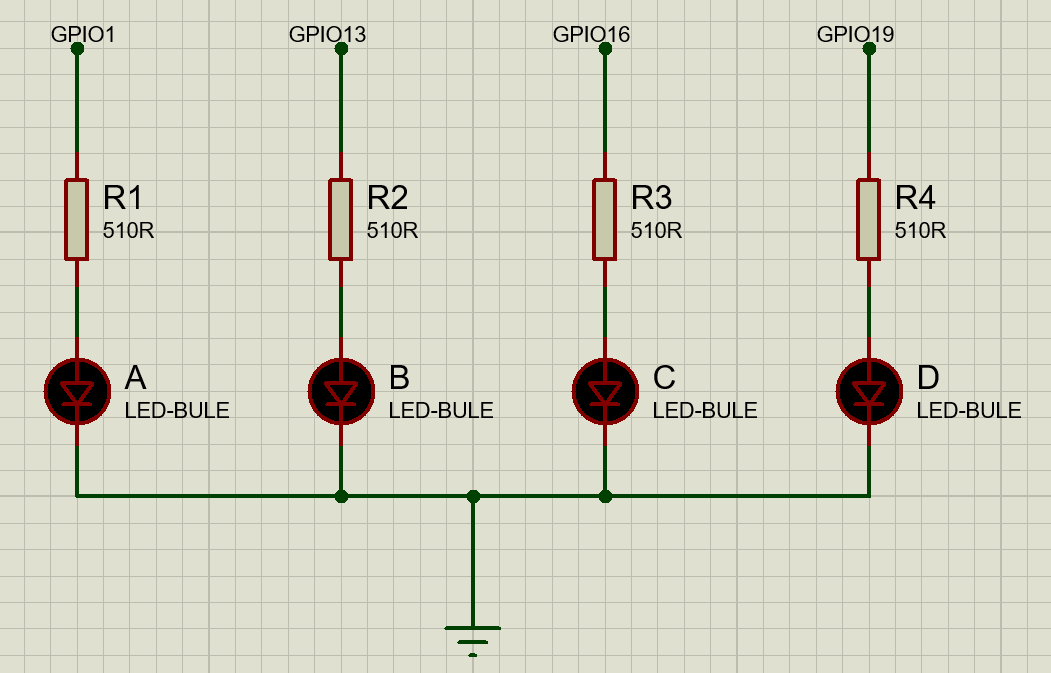 GPIO1 GPIO13 GPIO16 GPIO19
R1 R2 R3 R4
510R 510R 510R 510R
A B C D
LED-BULE LED-BULE LED-BULE LED-BULE